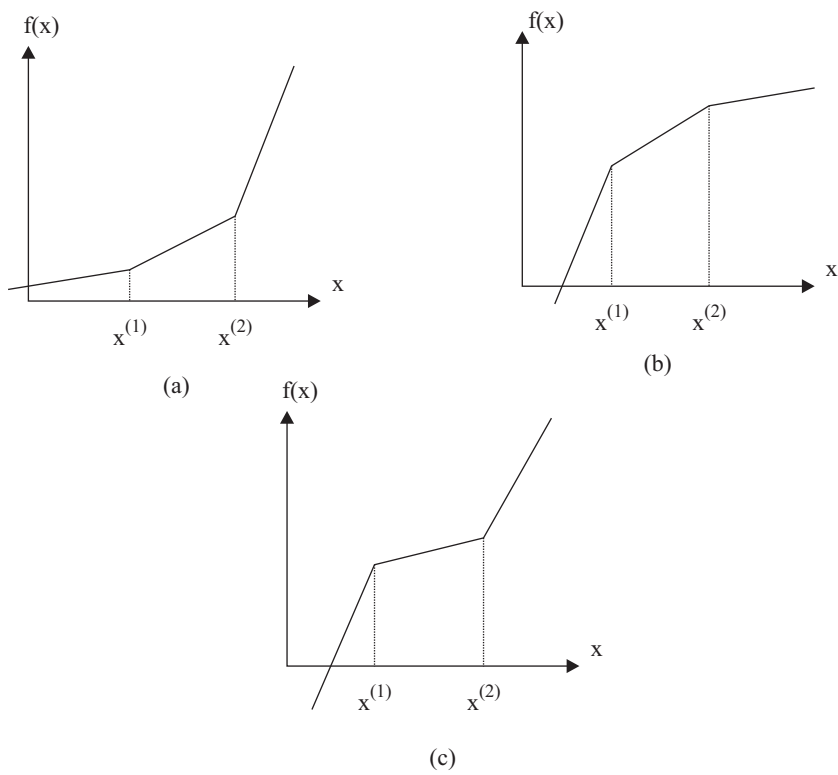 f(x)
x
x^(1)
x^(2)
(a)
f(x)
x
x^(1)
x^(2)
(b)
f(x)
x
x^(1)
x^(2)
(c)